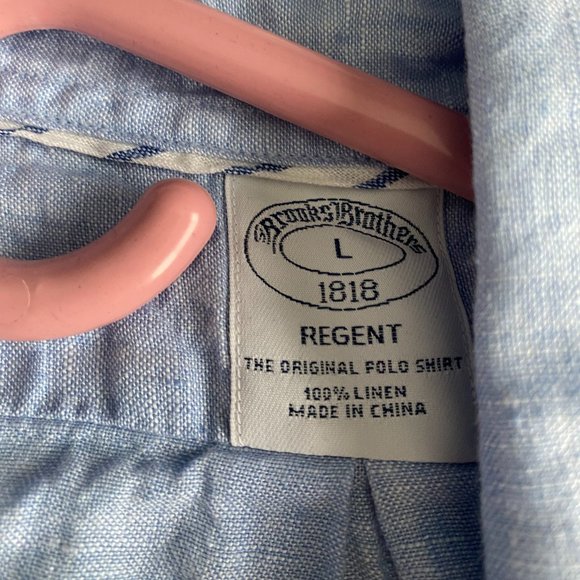 Brooks Brothers
L
1818
REGENT
THE ORIGINAL POLO SHIRT
100% LINEN
MADE IN CHINA